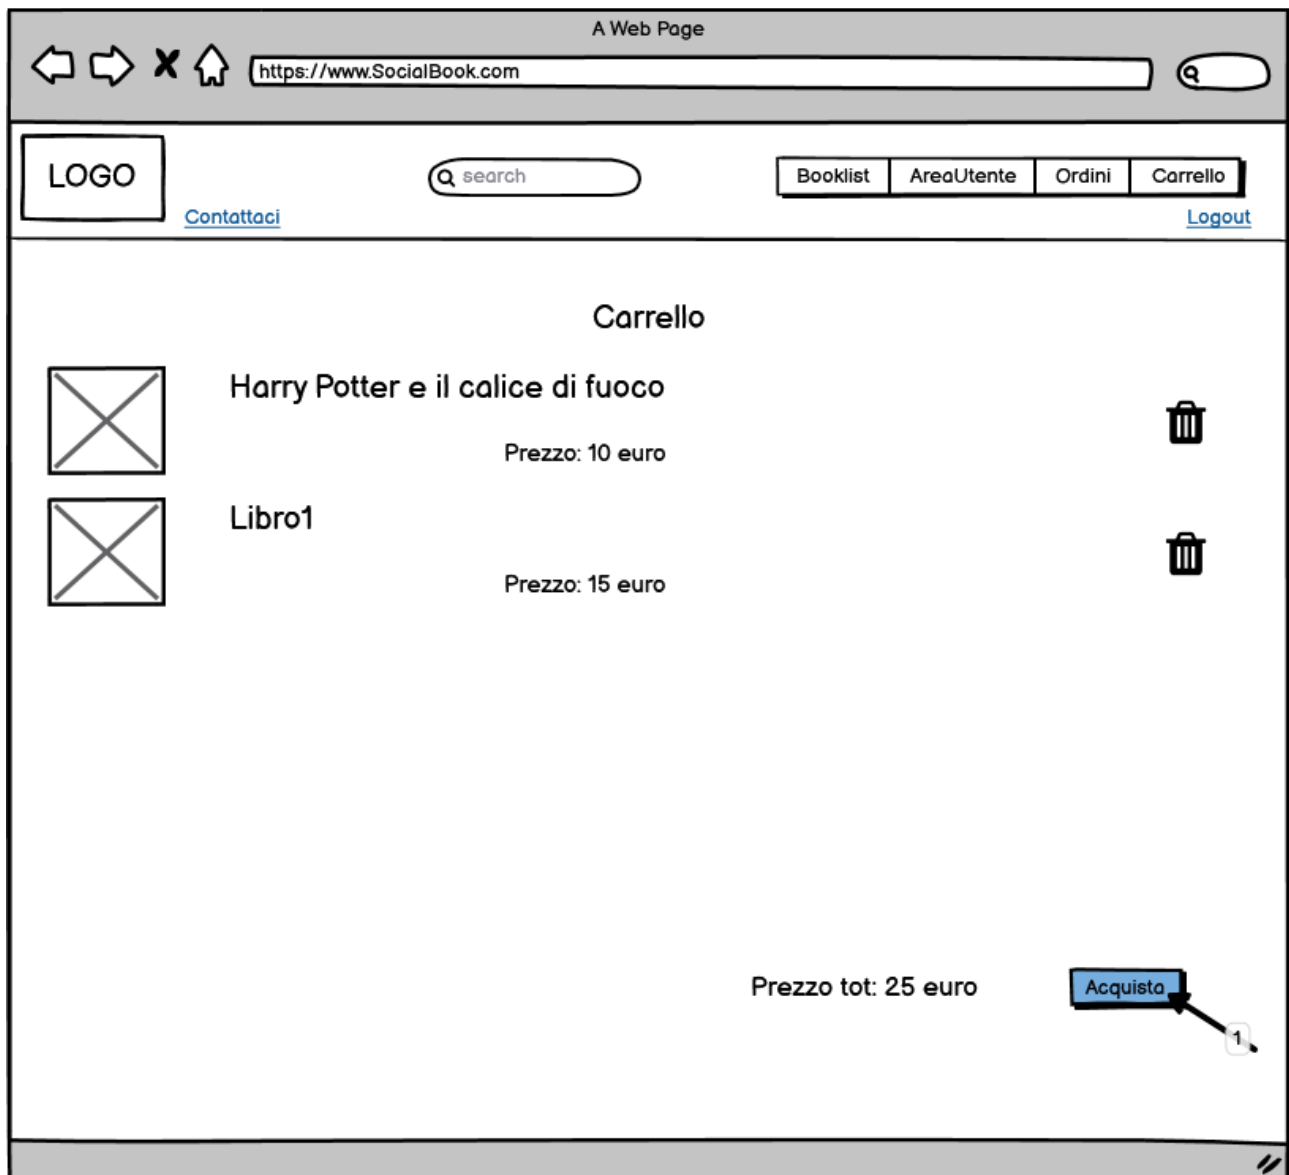 A Web Page
https://www.SocialBook.com
LOGO
search
Booklist AreaUtente Ordini Carrello
Contattaci
Logout
Carrello
Harry Potter e il calice di fuoco
Prezzo: 10 euro
Libro1
Prezzo: 15 euro
Prezzo tot: 25 euro
Acquista
1